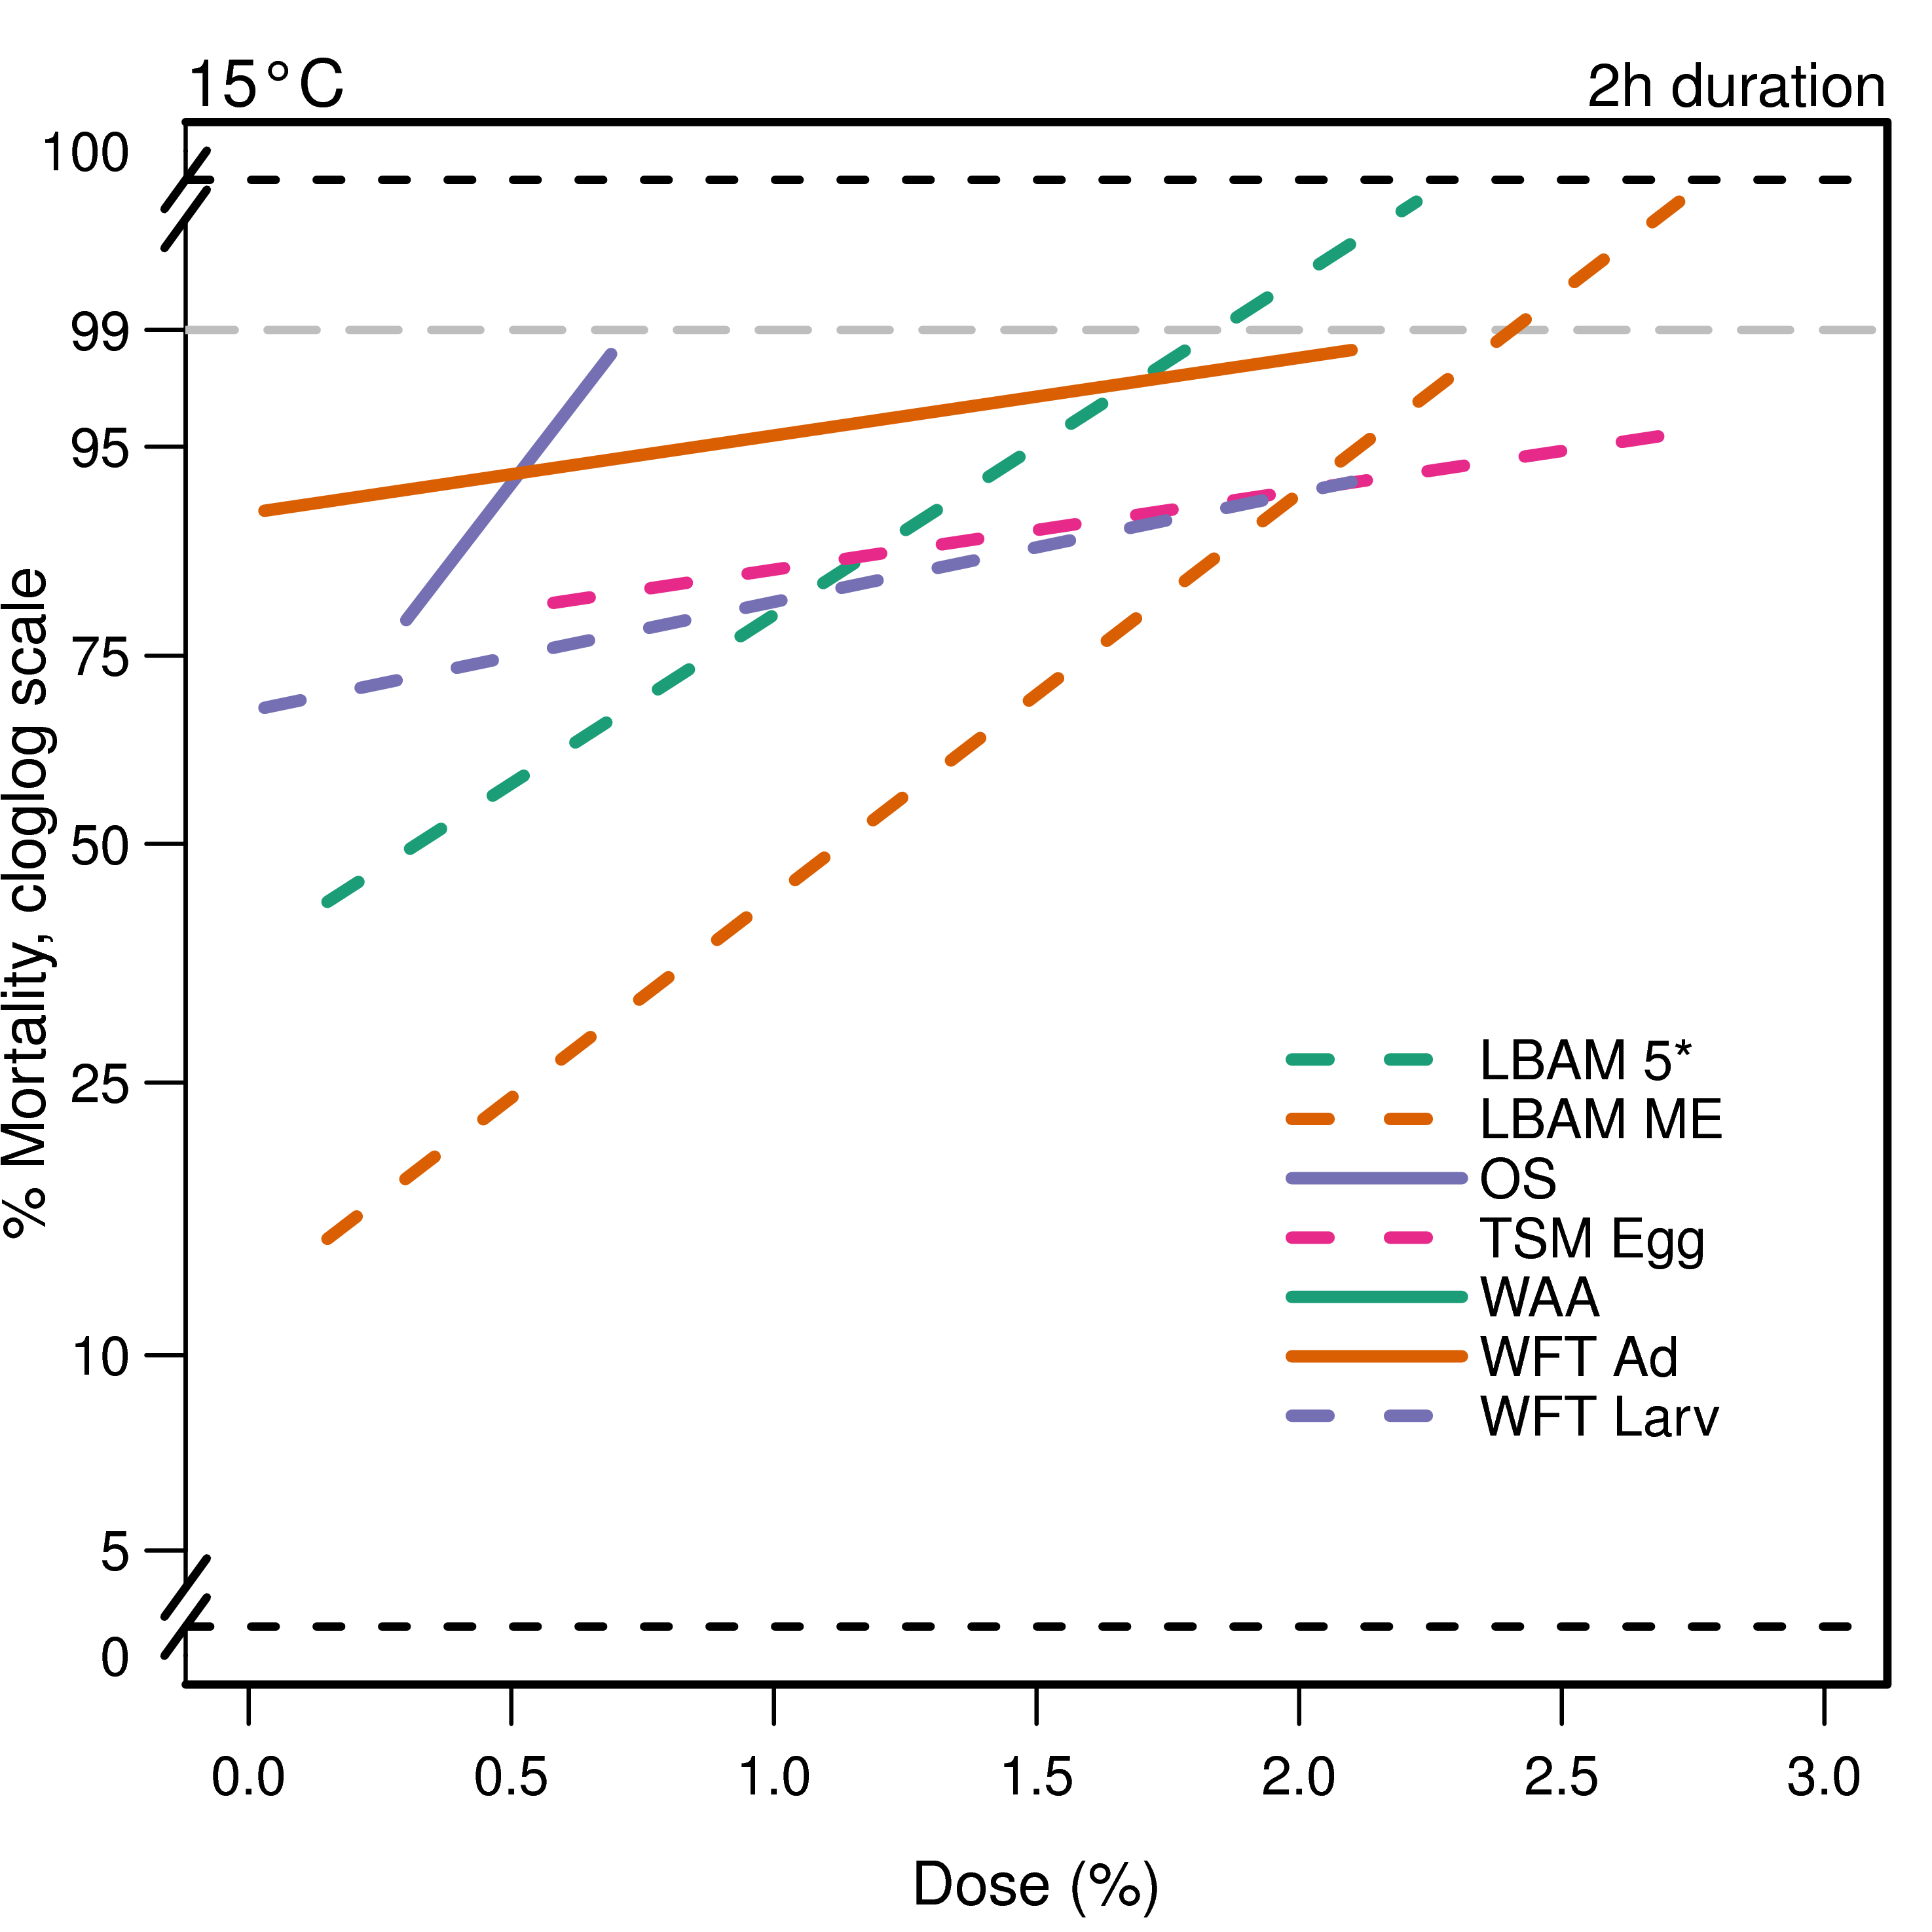 15°C
2h duration
100
99
95
75
50
25
10
5
0
% Mortality, cloglog scale
LBAM 5*
LBAM ME
OS
TSM Egg
WAA
WFT Ad
WFT Larv
0.0 0.5 1.0 1.5 2.0 2.5 3.0
Dose (%)